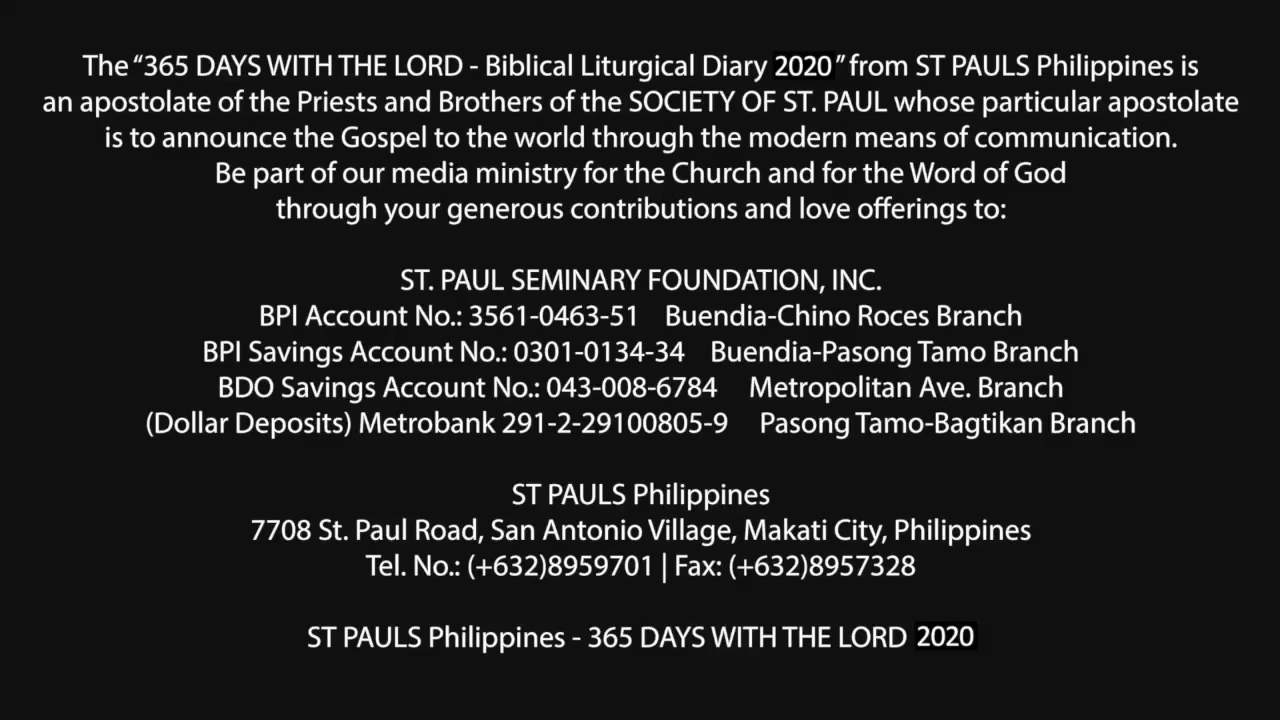 The “365 DAYS WITH THE LORD - Biblical Liturgical Diary 2020” from ST PAULS Philippines is
an apostolate of the Priests and Brothers of the SOCIETY OF ST. PAUL whose particular apostolate
is to announce the Gospel to the world through the modern means of communication.
Be part of our media ministry for the Church and for the Word of God
through your generous contributions and love offerings to:
ST. PAUL SEMINARY FOUNDATION, INC.
BPI Account No.: 3561-0463-51 Buendia-Chino Roces Branch
BPI Savings Account No.: 0301-0134-34 Buendia-Pasong Tamo Branch
BDO Savings Account No.: 043-008-6784 Metropolitan Ave. Branch
(Dollar Deposits) Metrobank 291-2-29100805-9 Pasong Tamo-Bagtikan Branch
ST PAULS Philippines
7708 St. Paul Road, San Antonio Village, Makati City, Philippines
Tel. No.: (+632)8959701 | Fax: (+632)8957328
ST PAULS Philippines - 365 DAYS WITH THE LORD 2020